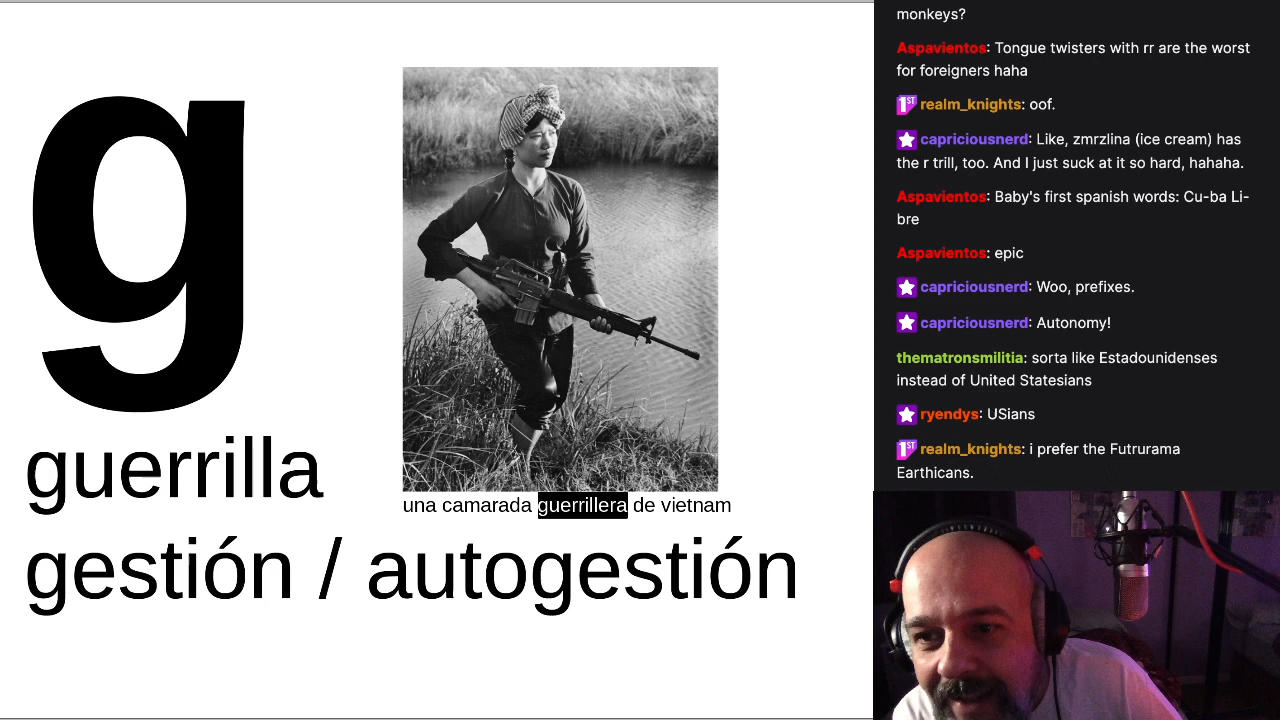 g
guerrilla
una camarada guerrillera de vietnam
gestión / autogestión
monkeys?
Aspavientos: Tongue twisters with rr are the worst
for foreigners haha
1ST realm_knights: oof.
capriciousnerd: Like, zmrzlina (ice cream) has
the r trill, too. And I just suck at it so hard, hahaha.
Aspavientos: Baby's first spanish words: Cu-ba Li-
bre
Aspavientos: epic
capriciousnerd: Woo, prefixes.
capriciousnerd: Autonomy!
thematronsmilitia: sorta like Estadounidenses
instead of United Statesians
ryendys: USians
1ST realm_knights: i prefer the Futrurama
Earthicans.